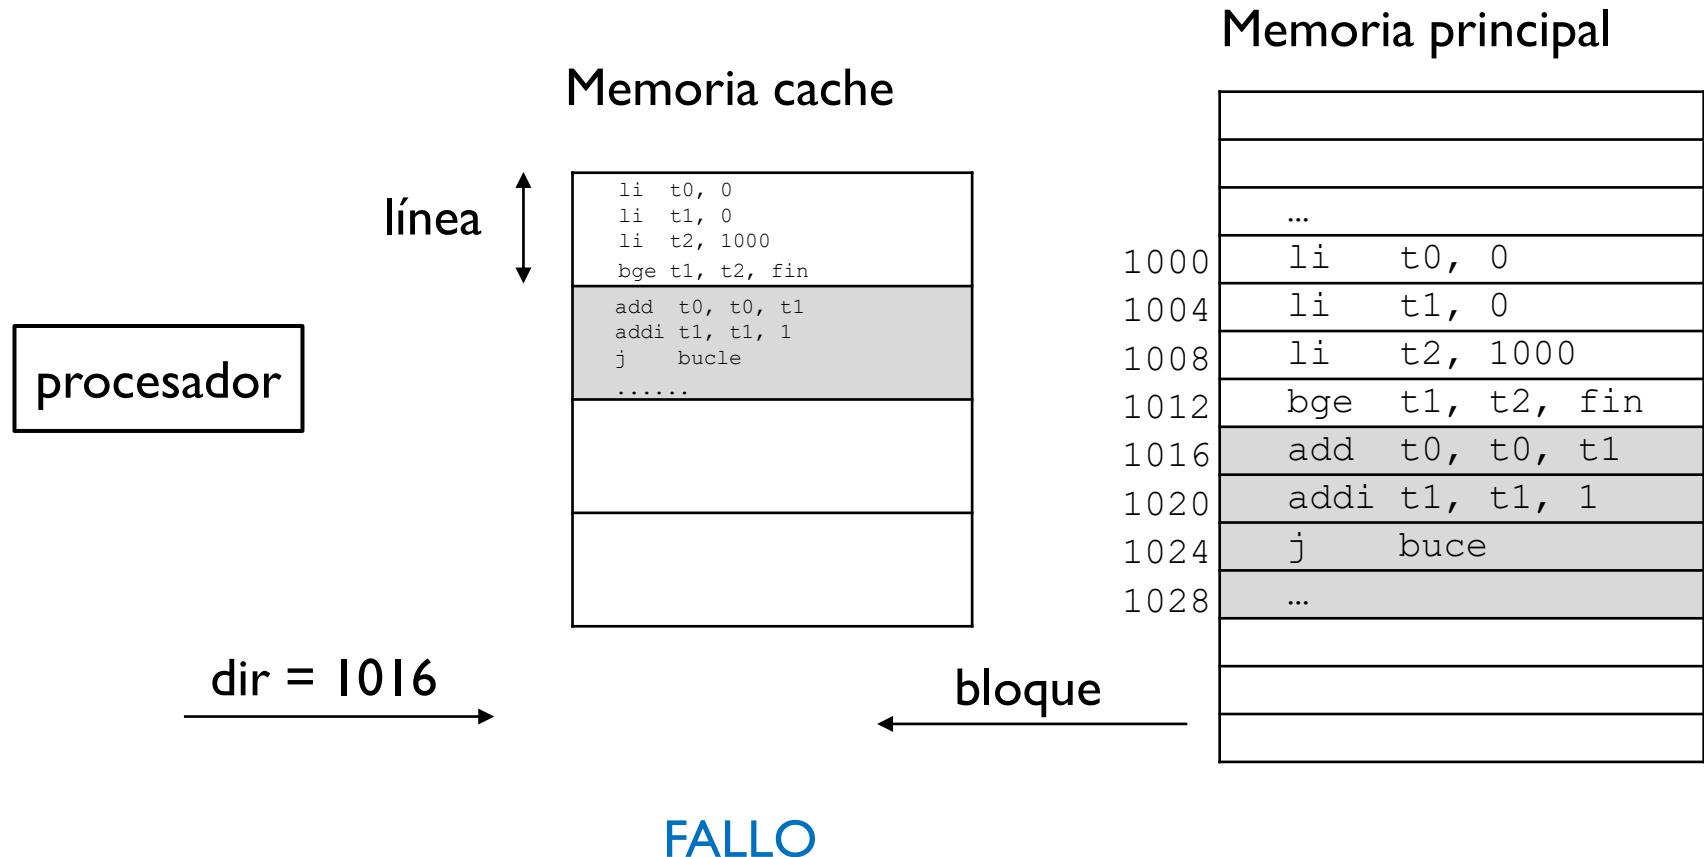 Memoria principal
Memoria cache
línea
li t0, 0
li t1, 0
li t2, 1000
bge t1, t2, fin
add t0, t0, t1
addi t1, t1, 1
j bucle
......
procesador
…
1000 li t0, 0
1004 li t1, 0
1008 li t2, 1000
1012 bge t1, t2, fin
1016 add t0, t0, t1
1020 addi t1, t1, 1
1024 j buce
1028 …
dir = 1016
bloque
FALLO